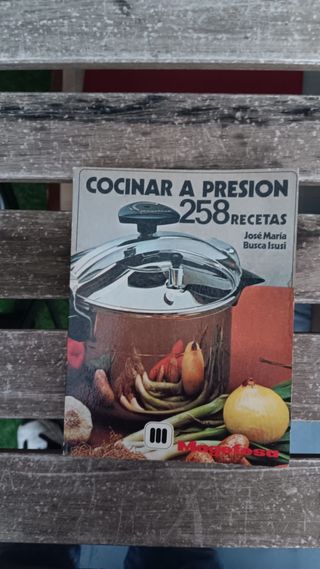 COCINAR A PRESION
258 RECETAS
José María
Busca Isusi
Magefesa